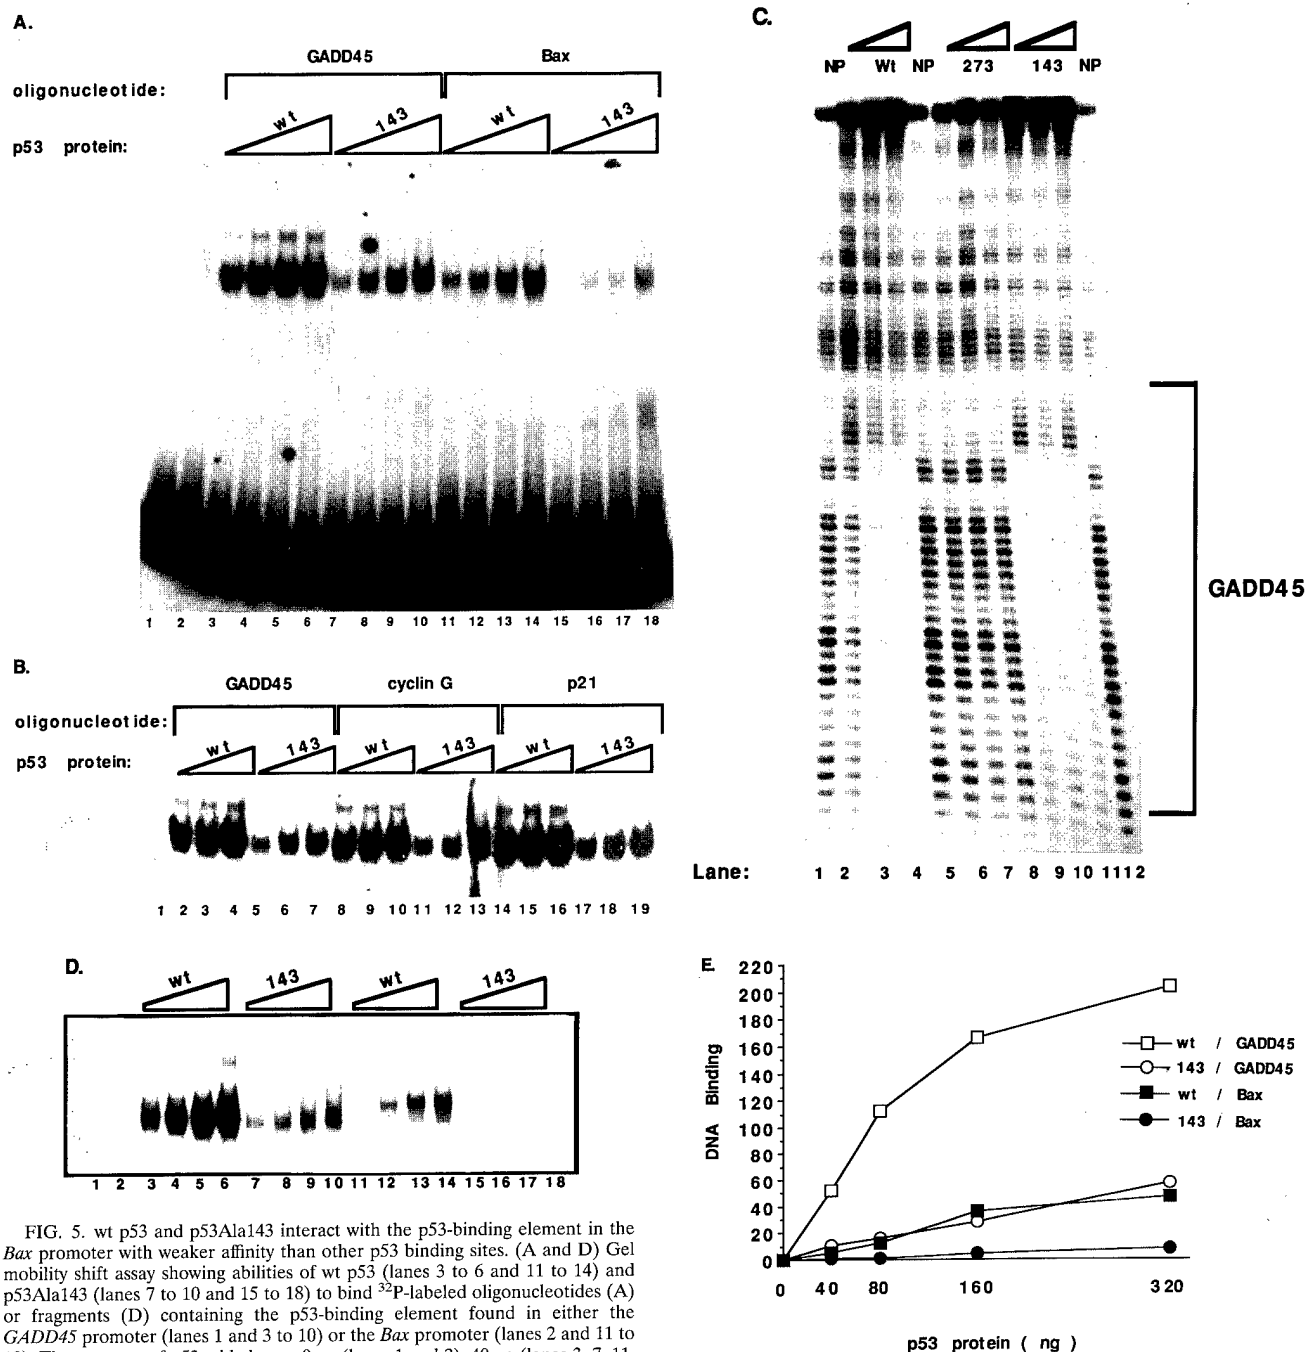 A.
GADD45 Bax
oligonucleotide:
p53 protein: wt 143 wt 143
1 2 3 4 5 6 7 8 9 10 11 12 13 14 15 16 17 18
B.
GADD45 cyclin G p21
oligonucleotide:
p53 protein: wt 143 wt 143 wt 143
1 2 3 4 5 6 7 8 9 10 11 12 13 14 15 16 17 18 19
C.
NP Wt NP 273 143 NP
GADD45
Lane: 1 2 3 4 5 6 7 8 9 10 11 12
D.
wt 143 wt 143
1 2 3 4 5 6 7 8 9 10 11 12 13 14 15 16 17 18
E.
220
200
180
160
140
120
100
80
60
40
20
0
DNA Binding
wt / GADD45
143 / GADD45
wt / Bax
143 / Bax
0 40 80 160 320
p53 protein ( ng )
FIG. 5. wt p53 and p53Ala143 interact with the p53-binding element in the
Bax promoter with weaker affinity than other p53 binding sites. (A and D) Gel
mobility shift assay showing abilities of wt p53 (lanes 3 to 6 and 11 to 14) and
p53Ala143 (lanes 7 to 10 and 15 to 18) to bind 32P-labeled oligonucleotides (A)
or fragments (D) containing the p53-binding element found in either the
GADD45 promoter (lanes 1 and 3 to 10) or the Bax promoter (lanes 2 and 11 to